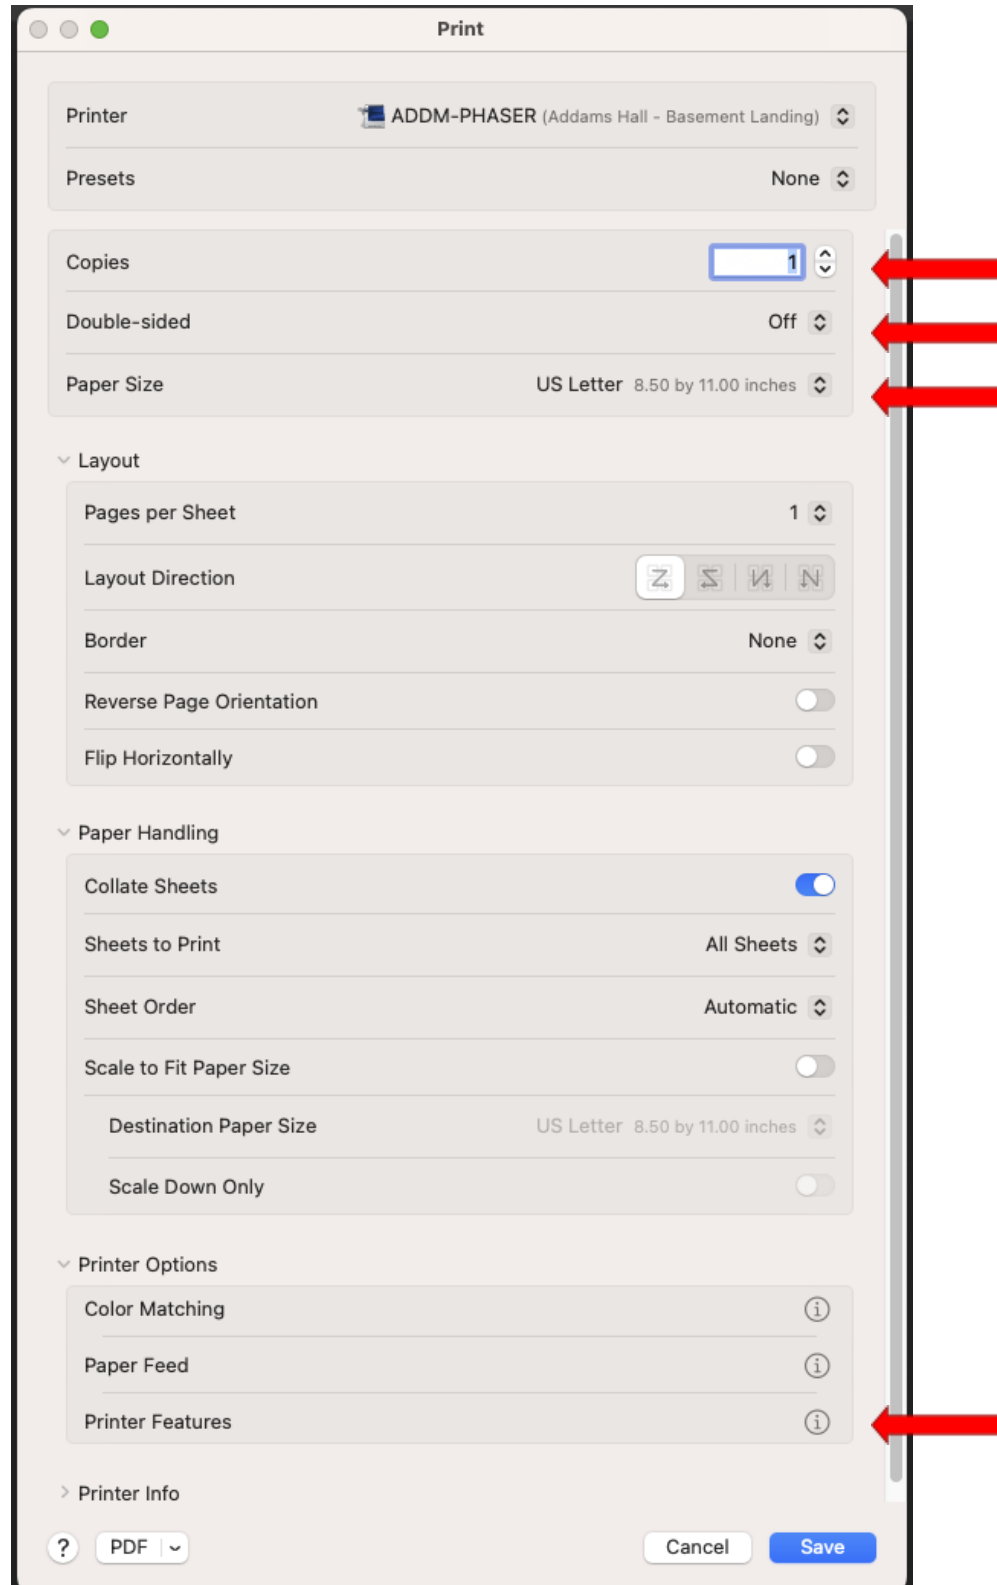 Print
Printer ADDM-PHASER (Addams Hall - Basement Landing)
Presets None
Copies 1
Double-sided Off
Paper Size US Letter 8.50 by 11.00 inches
Layout
Pages per Sheet 1
Layout Direction
Border None
Reverse Page Orientation
Flip Horizontally
Paper Handling
Collate Sheets
Sheets to Print All Sheets
Sheet Order Automatic
Scale to Fit Paper Size
Destination Paper Size US Letter 8.50 by 11.00 inches
Scale Down Only
Printer Options
Color Matching
Paper Feed
Printer Features
Printer Info
? PDF Cancel Save